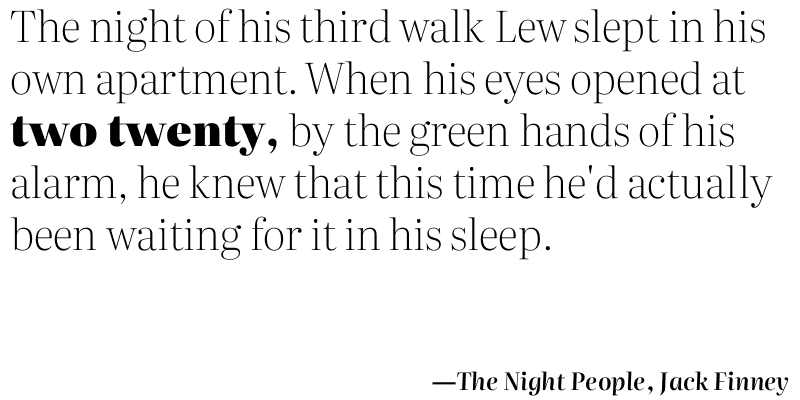 The night of his third walk Lew slept in his
own apartment. When his eyes opened at
two twenty, by the green hands of his
alarm, he knew that this time he'd actually
been waiting for it in his sleep.
—The Night People, Jack Finney